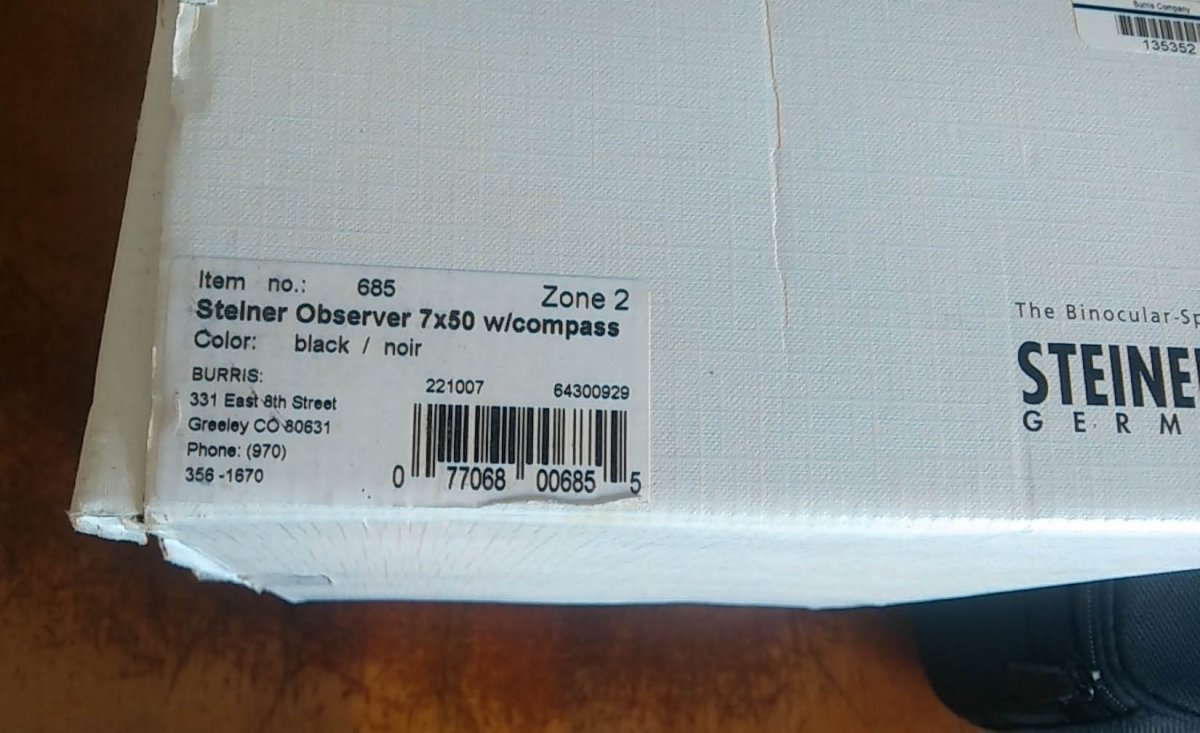 Burris Company
135352
Item no.: 685 Zone 2
Steiner Observer 7x50 w/compass
Color: black / noir
BURRIS:
331 East 8th Street
Greeley CO 80631
Phone: (970)
356-1670
221007 64300929
0 77068 00685 5
The Binocular-Sp
STEINE
GERM